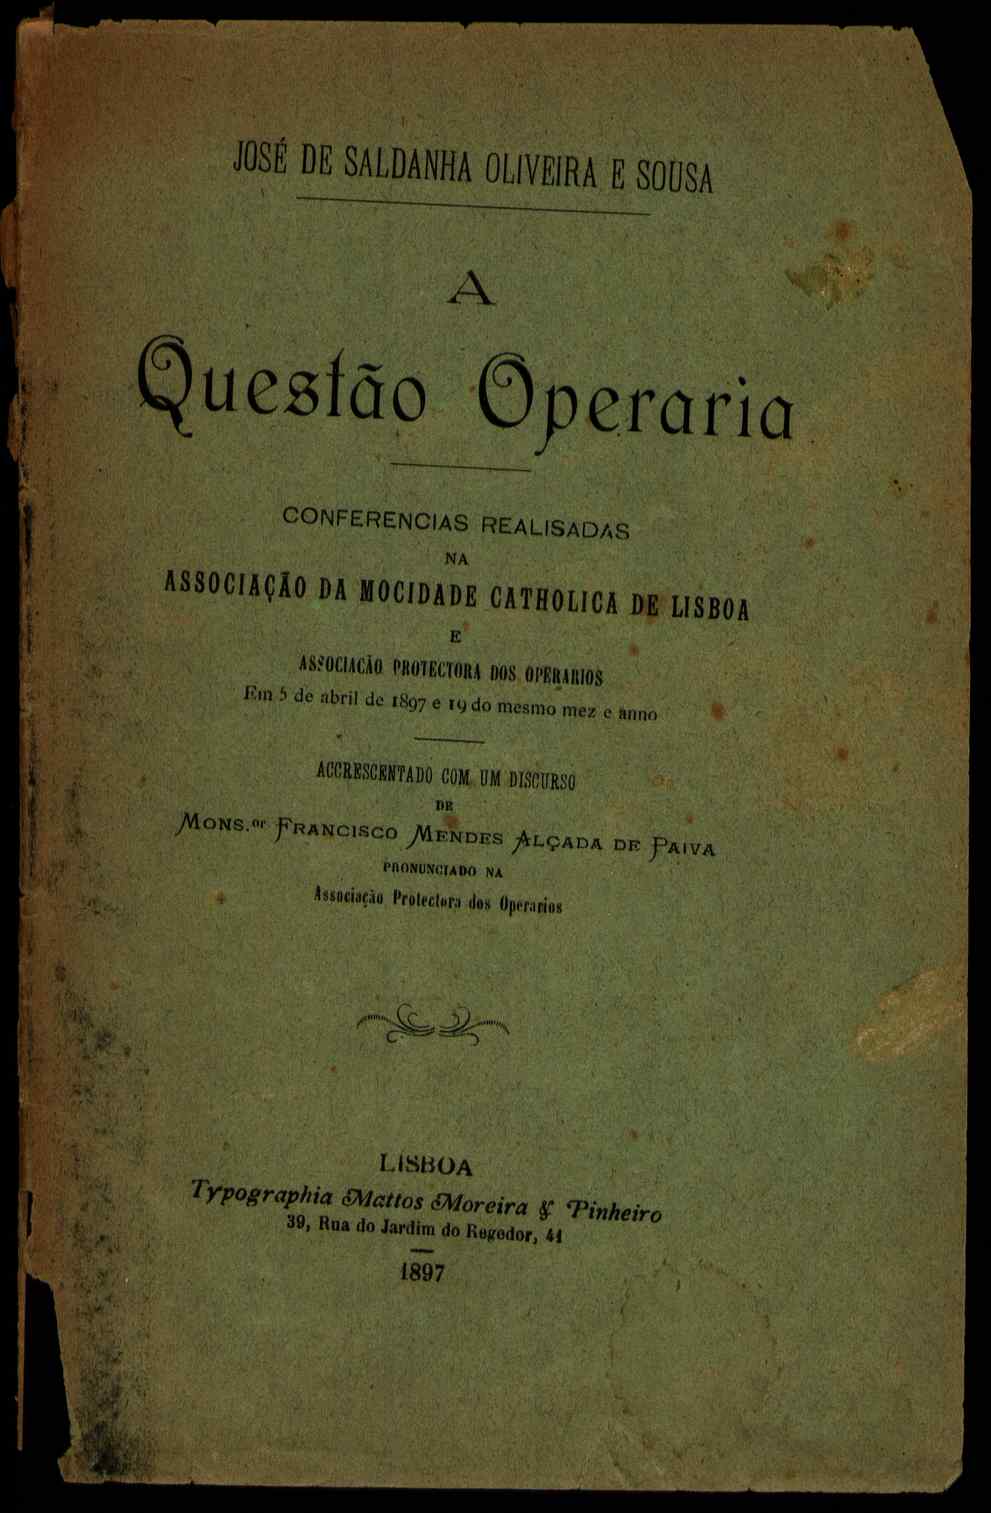 JOSÉ DE SALDANHA OLIVEIRA E SOUSA
A
Questão Operaria
CONFERENCIAS REALISADAS
NA
ASSOCIAÇÃO DA MOCIDADE CATHOLICA DE LISBOA
E
ASSOCIACÃO PROTECTORA DOS OPERARIOS
Em 5 de abril de 1897 e 19 do mesmo mez e anno
ACCRESCENTADO COM UM DISCURSO
DE
MONS.or FRANCISCO MENDES ALÇADA DE PAIVA
PRONUNCIADO NA
Associação Protectora dos Operarios
LISBOA
Typographia Mattos Moreira & Pinheiro
39, Rua do Jardim do Regedor, 41
1897